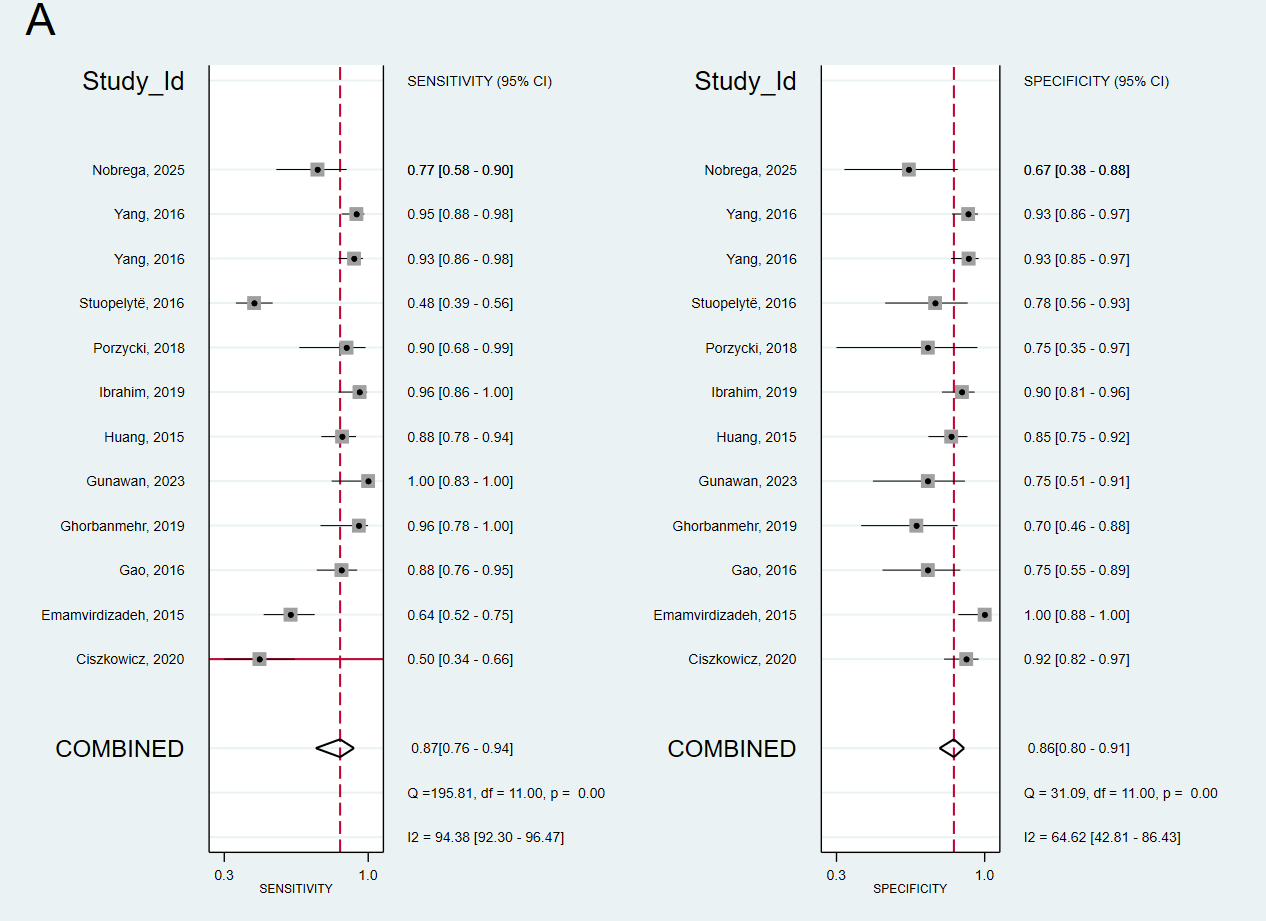 A
Study_Id SENSITIVITY (95% CI) Study_Id SPECIFICITY (95% CI)
Nobrega, 2025 0.77 [0.58 - 0.90] Nobrega, 2025 0.67 [0.38 - 0.88]
Yang, 2016 0.95 [0.88 - 0.98] Yang, 2016 0.93 [0.86 - 0.97]
Yang, 2016 0.93 [0.86 - 0.98] Yang, 2016 0.93 [0.85 - 0.97]
Stuopelytë, 2016 0.48 [0.39 - 0.56] Stuopelytë, 2016 0.78 [0.56 - 0.93]
Porzycki, 2018 0.90 [0.68 - 0.99] Porzycki, 2018 0.75 [0.35 - 0.97]
Ibrahim, 2019 0.96 [0.86 - 1.00] Ibrahim, 2019 0.90 [0.81 - 0.96]
Huang, 2015 0.88 [0.78 - 0.94] Huang, 2015 0.85 [0.75 - 0.92]
Gunawan, 2023 1.00 [0.83 - 1.00] Gunawan, 2023 0.75 [0.51 - 0.91]
Ghorbanmehr, 2019 0.96 [0.78 - 1.00] Ghorbanmehr, 2019 0.70 [0.46 - 0.88]
Gao, 2016 0.88 [0.76 - 0.95] Gao, 2016 0.75 [0.55 - 0.89]
Emamvirdizadeh, 2015 0.64 [0.52 - 0.75] Emamvirdizadeh, 2015 1.00 [0.88 - 1.00]
Ciszkowicz, 2020 0.50 [0.34 - 0.66] Ciszkowicz, 2020 0.92 [0.82 - 0.97]
COMBINED 0.87[0.76 - 0.94] COMBINED 0.86[0.80 - 0.91]
Q =195.81, df = 11.00, p = 0.00 Q = 31.09, df = 11.00, p = 0.00
I2 = 94.38 [92.30 - 96.47] I2 = 64.62 [42.81 - 86.43]
0.3 1.0 0.3 1.0
SENSITIVITY SPECIFICITY